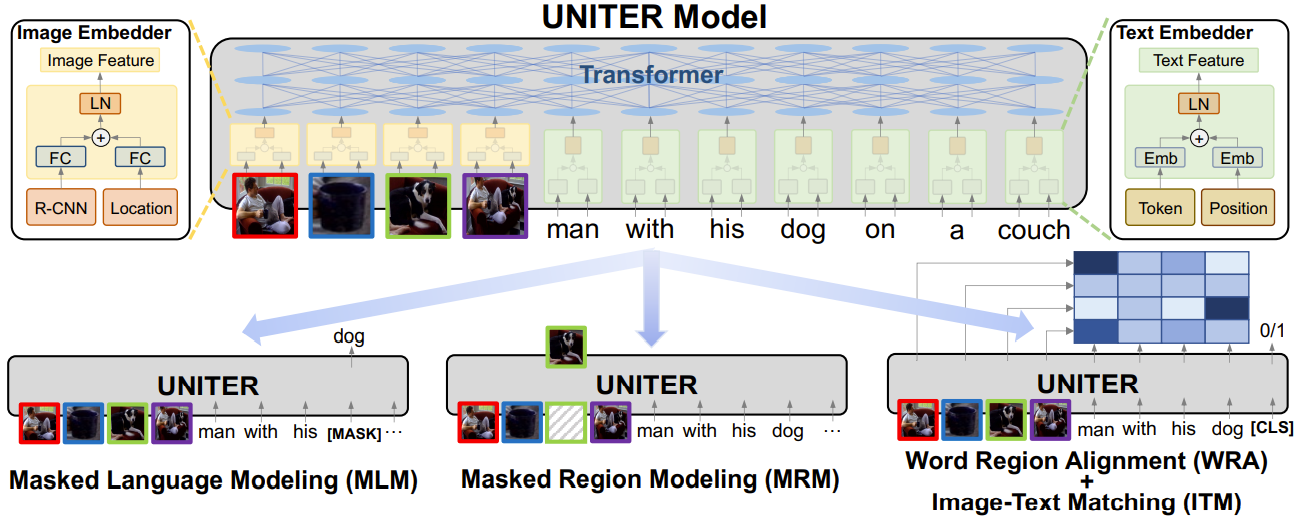 UNITER Model
Image Embedder
Image Feature
LN
+
FC
FC
R-CNN
Location
Transformer
Text Embedder
Text Feature
LN
+
Emb
Emb
Token
Position
man with his dog on a couch
dog
UNITER
man with his [MASK] ...
Masked Language Modeling (MLM)
UNITER
man with his dog ...
Masked Region Modeling (MRM)
0/1
UNITER
man with his dog [CLS]
Word Region Alignment (WRA)
+
Image-Text Matching (ITM)